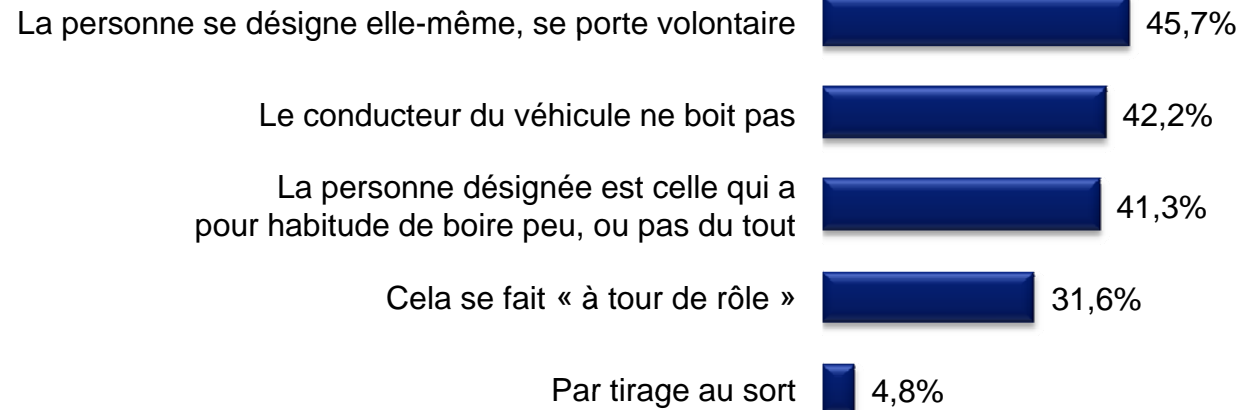 La personne se désigne elle-même, se porte volontaire 45,7%
Le conducteur du véhicule ne boit pas 42,2%
La personne désignée est celle qui a
pour habitude de boire peu, ou pas du tout 41,3%
Cela se fait « à tour de rôle » 31,6%
Par tirage au sort 4,8%